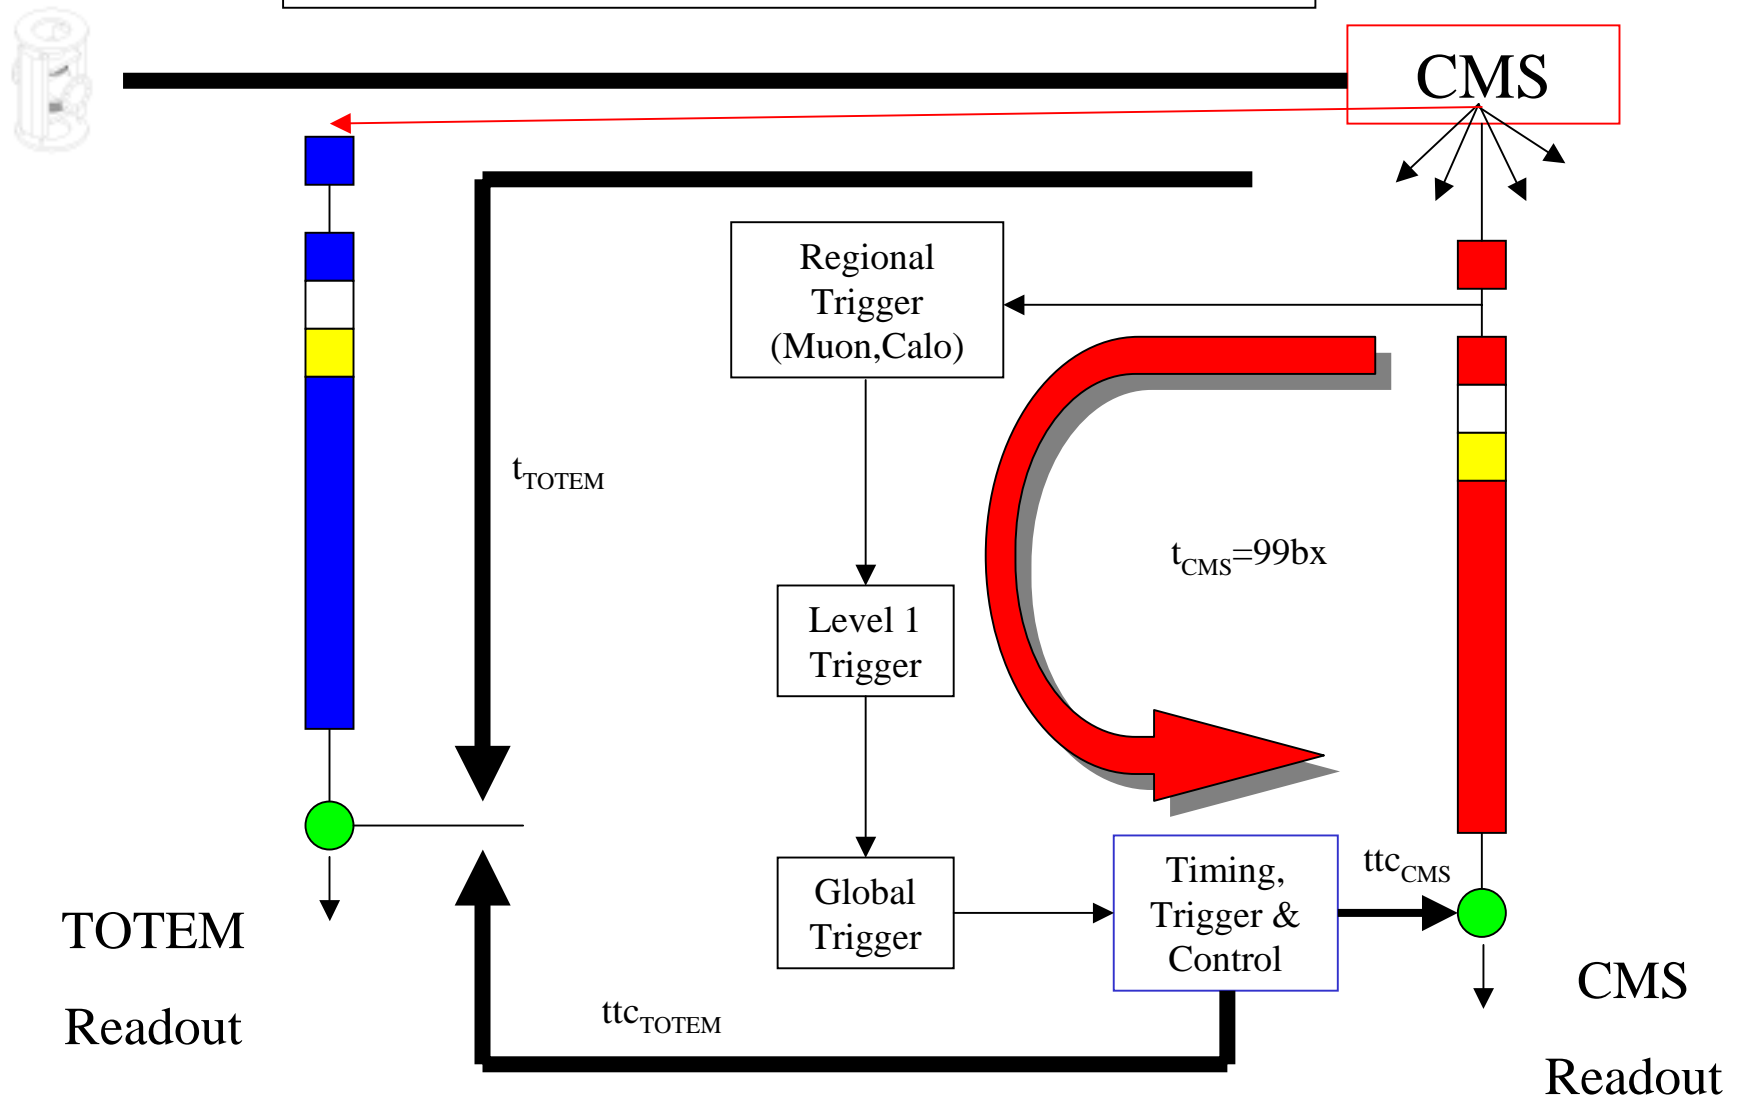 CMS
Regional
Trigger
(Muon,Calo)
t_TOTEM
t_CMS=99bx
Level 1
Trigger
Global
Trigger
Timing,
Trigger &
Control
ttc_CMS
TOTEM
Readout
ttc_TOTEM
CMS
Readout